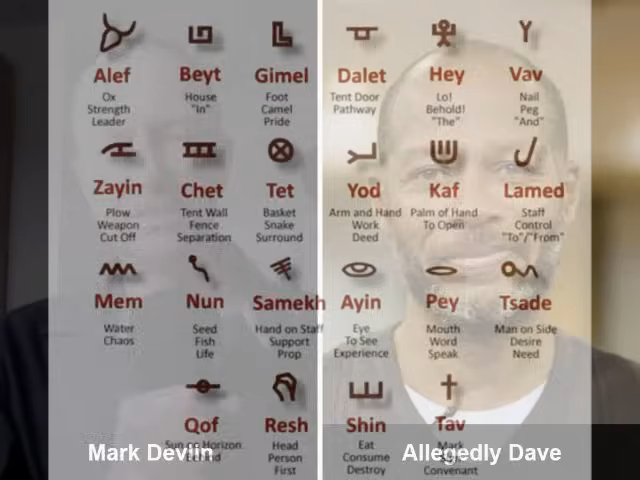 Alef Beyt Gimel Dalet Hey Vav
Ox House Foot Tent Door Lo! Nail
Strength "In" Camel Pathway Behold! Peg
Leader Pride "The" "And"
Zayin Chet Tet Yod Kaf Lamed
Plow Tent Wall Basket Arm and Hand Palm of Hand Staff
Weapon Fence Snake Work To Open Control
Cut Off Separation Surround Deed "To"/"From"
Mem Nun Samekh Ayin Pey Tsade
Water Seed Hand on Staff Eye Mouth Man on Side
Chaos Fish Support To See Word Desire
Life Prop Experience Speak Need
Qof Resh Shin Tav
Sun on Horizon Head Eat Mark
Behind Person Consume
First Destroy Convenant
Mark Devlin Allegedly Dave